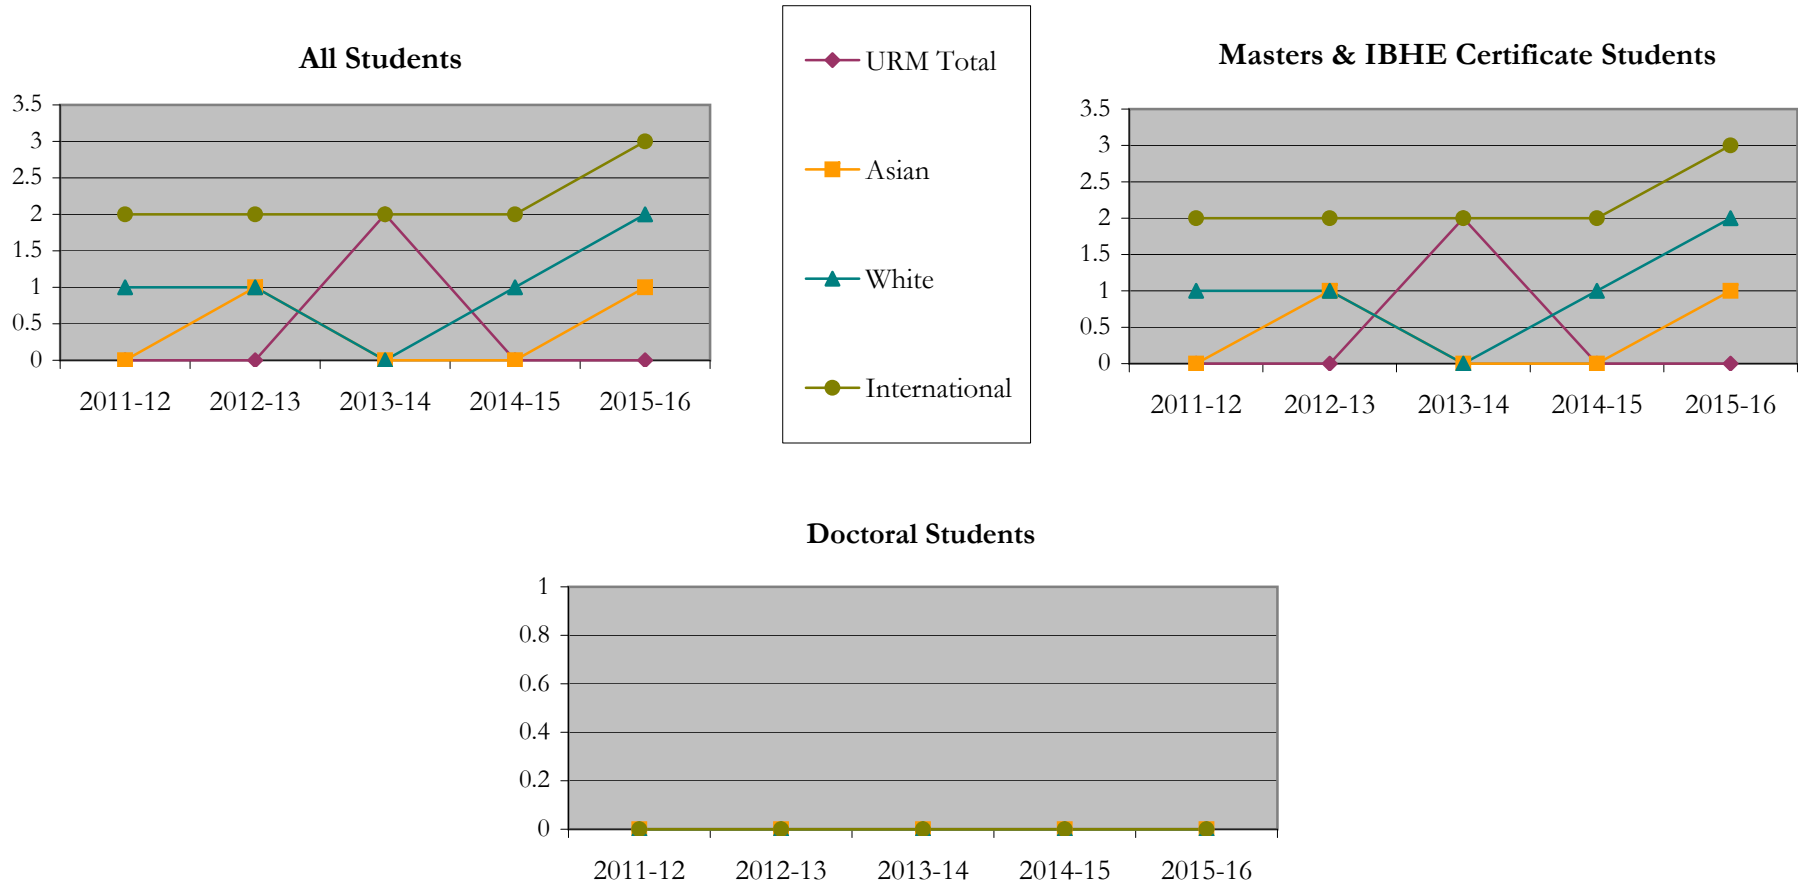 All Students
3.5
3
2.5
2
1.5
1
0.5
0
2011-12 2012-13 2013-14 2014-15 2015-16
URM Total
Asian
White
International
Masters & IBHE Certificate Students
3.5
3
2.5
2
1.5
1
0.5
0
2011-12 2012-13 2013-14 2014-15 2015-16
Doctoral Students
1
0.8
0.6
0.4
0.2
0
2011-12 2012-13 2013-14 2014-15 2015-16